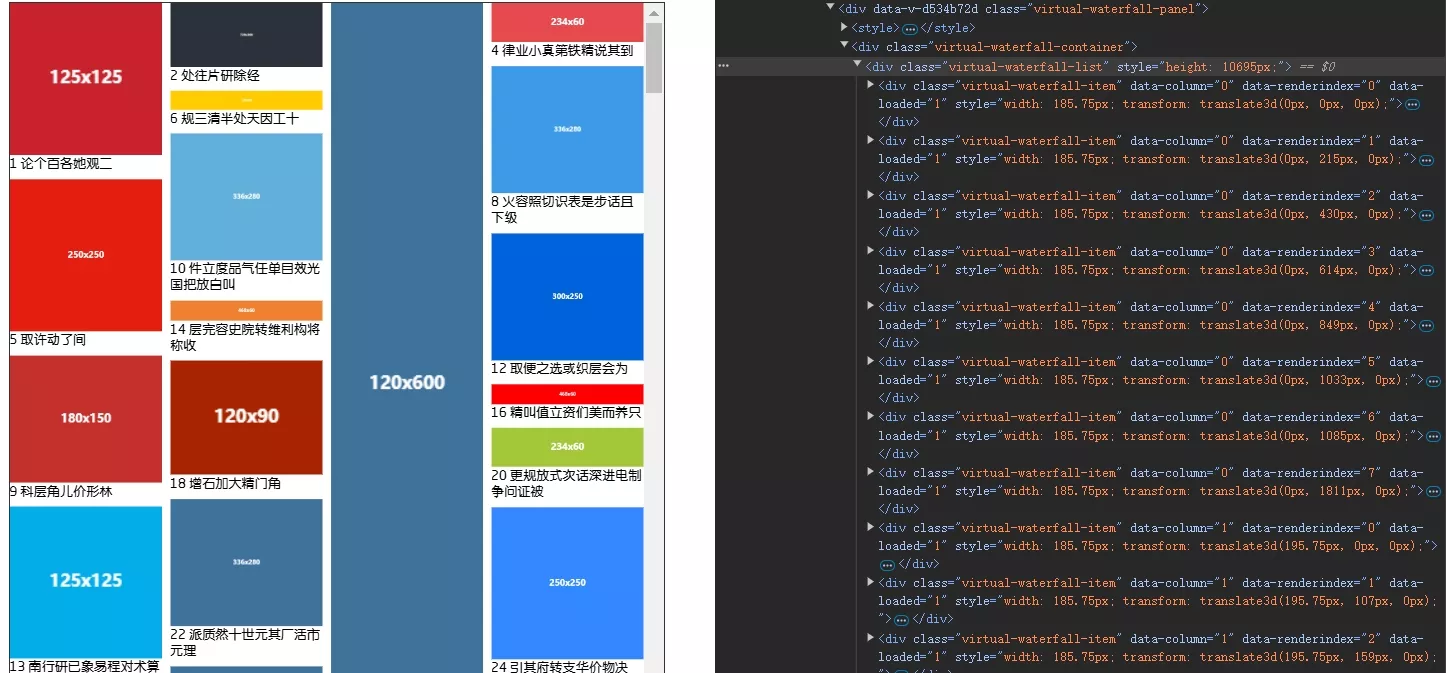 125x125
1 论个百各她观二
250x250
5 取许动了间
180x150
9 科层角儿价形林
125x125
13 南行研已象易程对术算
2 处往片研除经
6 规三清半处天因工十
336x280
10 件立度品气任单目效光
国把放白叫
468x60
14 层完容史院转维利构将
称收
120x90
18 增石加大精门角
336x280
22 派质然十世元其厂活市
元理
120x600
234x60
4 律业小真第铁精说其到
336x280
8 火容照切识表是步话且
下级
300x250
12 取便之选或织层会为
468x60
16 精叫值立资们美而养只
234x60
20 更规放式次话深进电制
争问证被
250x250
24 引其府转支华价物决
▼<div data-v-d534b72d class="virtual-waterfall-panel">
▶<style>⋯</style>
▼<div class="virtual-waterfall-container">
⋯ ▼<div class="virtual-waterfall-list" style="height: 10695px;"> == $0
▶<div class="virtual-waterfall-item" data-column="0" data-renderindex="0" data-
loaded="1" style="width: 185.75px; transform: translate3d(0px, 0px, 0px);">⋯
</div>
▶<div class="virtual-waterfall-item" data-column="0" data-renderindex="1" data-
loaded="1" style="width: 185.75px; transform: translate3d(0px, 215px, 0px);">⋯
</div>
▶<div class="virtual-waterfall-item" data-column="0" data-renderindex="2" data-
loaded="1" style="width: 185.75px; transform: translate3d(0px, 430px, 0px);">⋯
</div>
▶<div class="virtual-waterfall-item" data-column="0" data-renderindex="3" data-
loaded="1" style="width: 185.75px; transform: translate3d(0px, 614px, 0px);">⋯
</div>
▶<div class="virtual-waterfall-item" data-column="0" data-renderindex="4" data-
loaded="1" style="width: 185.75px; transform: translate3d(0px, 849px, 0px);">⋯
</div>
▶<div class="virtual-waterfall-item" data-column="0" data-renderindex="5" data-
loaded="1" style="width: 185.75px; transform: translate3d(0px, 1033px, 0px);">⋯
</div>
▶<div class="virtual-waterfall-item" data-column="0" data-renderindex="6" data-
loaded="1" style="width: 185.75px; transform: translate3d(0px, 1085px, 0px);">⋯
</div>
▶<div class="virtual-waterfall-item" data-column="0" data-renderindex="7" data-
loaded="1" style="width: 185.75px; transform: translate3d(0px, 1811px, 0px);">⋯
</div>
▶<div class="virtual-waterfall-item" data-column="1" data-renderindex="0" data-
loaded="1" style="width: 185.75px; transform: translate3d(195.75px, 0px, 0px);">
⋯</div>
▶<div class="virtual-waterfall-item" data-column="1" data-renderindex="1" data-
loaded="1" style="width: 185.75px; transform: translate3d(195.75px, 107px, 0px);
">⋯</div>
▶<div class="virtual-waterfall-item" data-column="1" data-renderindex="2" data-
loaded="1" style="width: 185.75px; transform: translate3d(195.75px, 159px, 0px);